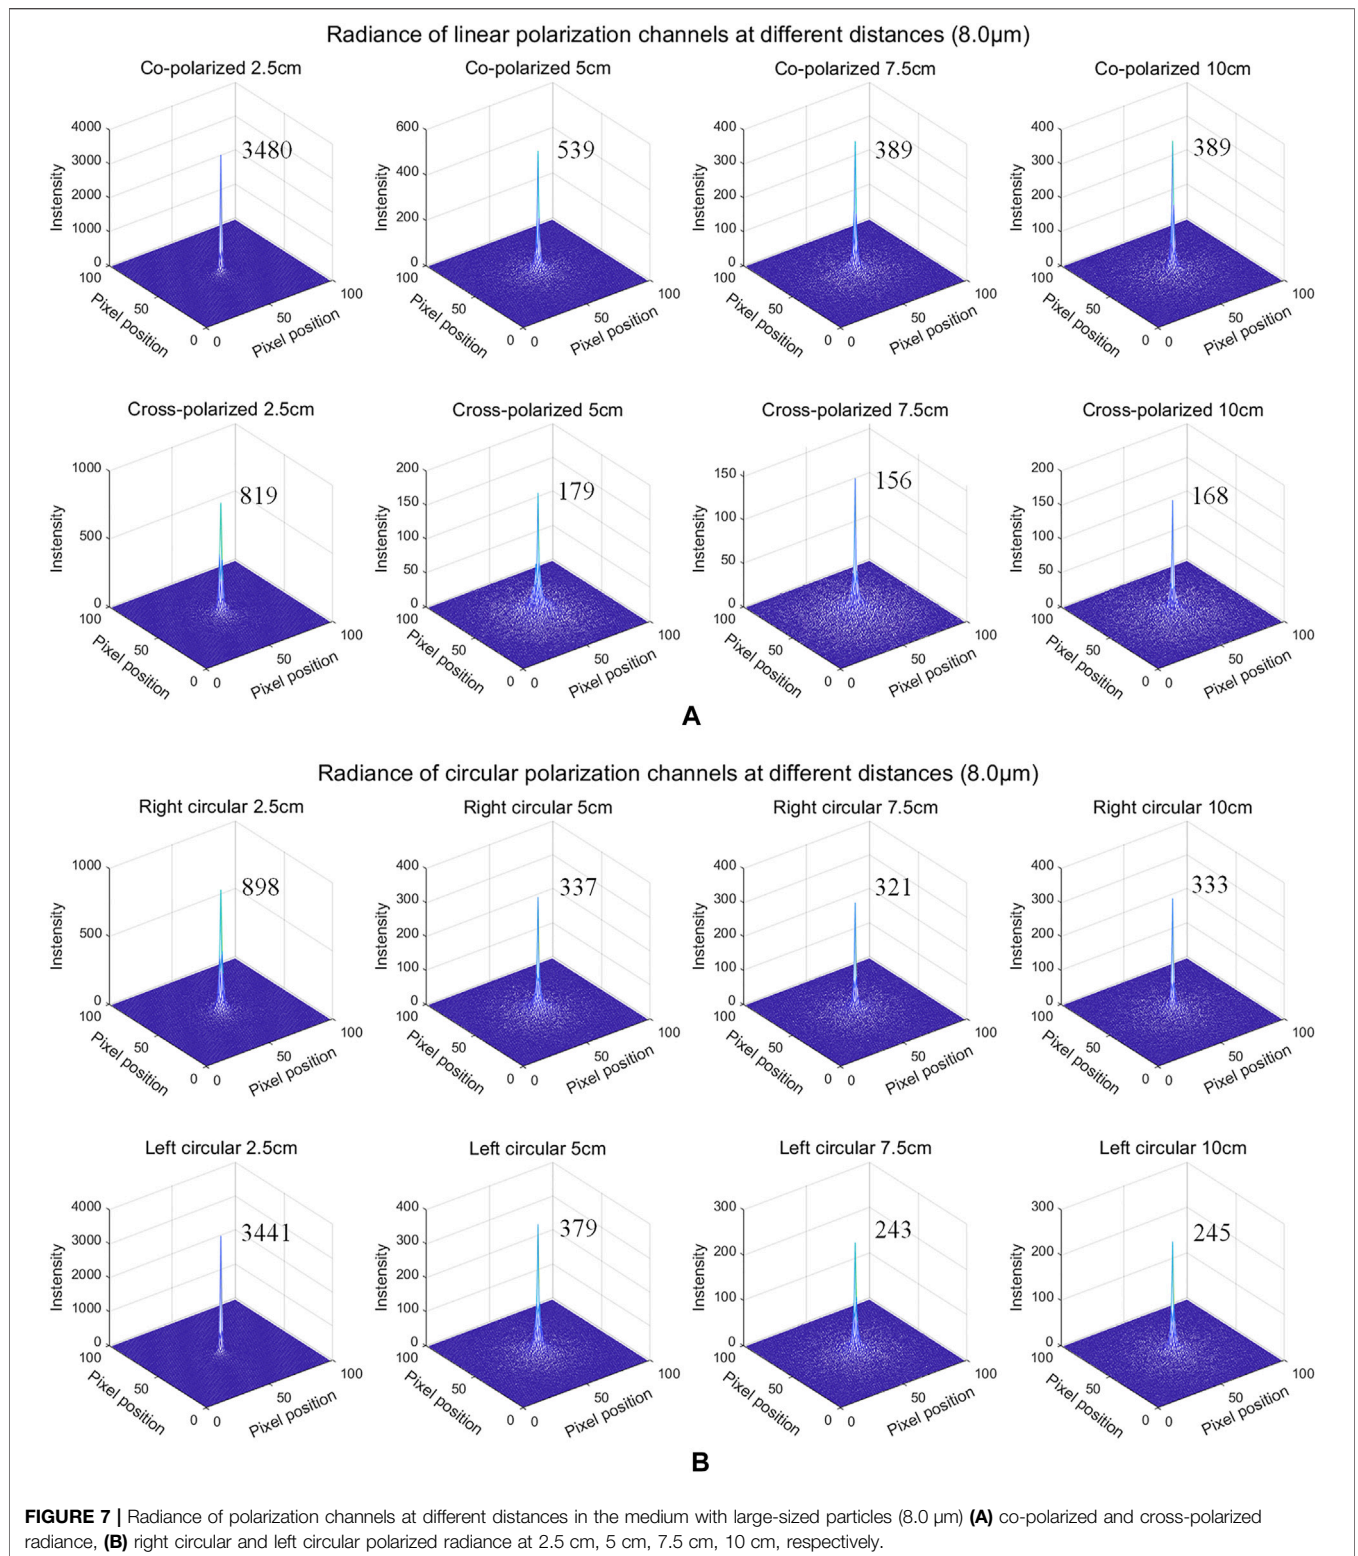 Radiance of linear polarization channels at different distances (8.0µm)
Co-polarized 2.5cm
Co-polarized 5cm
Co-polarized 7.5cm
Co-polarized 10cm
4000
3000
2000
1000
0
100
50
0
0
50
100
Instensity
Pixel position
Pixel position
3480
600
400
200
0
100
50
0
0
50
100
Instensity
Pixel position
Pixel position
539
400
300
200
100
0
100
50
0
0
50
100
Instensity
Pixel position
Pixel position
389
400
300
200
100
0
100
50
0
0
50
100
Instensity
Pixel position
Pixel position
389
Cross-polarized 2.5cm
Cross-polarized 5cm
Cross-polarized 7.5cm
Cross-polarized 10cm
1000
500
0
100
50
0
0
50
100
Instensity
Pixel position
Pixel position
819
200
150
100
50
0
100
50
0
0
50
100
Instensity
Pixel position
Pixel position
179
150
100
50
0
100
50
0
0
50
100
Instensity
Pixel position
Pixel position
156
200
150
100
50
0
100
50
0
0
50
100
Instensity
Pixel position
Pixel position
168
A
Radiance of circular polarization channels at different distances (8.0µm)
Right circular 2.5cm
Right circular 5cm
Right circular 7.5cm
Right circular 10cm
1000
500
0
100
50
0
0
50
100
Instensity
Pixel position
Pixel position
898
400
300
200
100
0
100
50
0
0
50
100
Instensity
Pixel position
Pixel position
337
400
300
200
100
0
100
50
0
0
50
100
Instensity
Pixel position
Pixel position
321
400
300
200
100
0
100
50
0
0
50
100
Instensity
Pixel position
Pixel position
333
Left circular 2.5cm
Left circular 5cm
Left circular 7.5cm
Left circular 10cm
4000
3000
2000
1000
0
100
50
0
0
50
100
Instensity
Pixel position
Pixel position
3441
400
300
200
100
0
100
50
0
0
50
100
Instensity
Pixel position
Pixel position
379
300
200
100
0
100
50
0
0
50
100
Instensity
Pixel position
Pixel position
243
300
200
100
0
100
50
0
0
50
100
Instensity
Pixel position
Pixel position
245
B
FIGURE 7 | Radiance of polarization channels at different distances in the medium with large-sized particles (8.0 µm) (A) co-polarized and cross-polarized
radiance, (B) right circular and left circular polarized radiance at 2.5 cm, 5 cm, 7.5 cm, 10 cm, respectively.